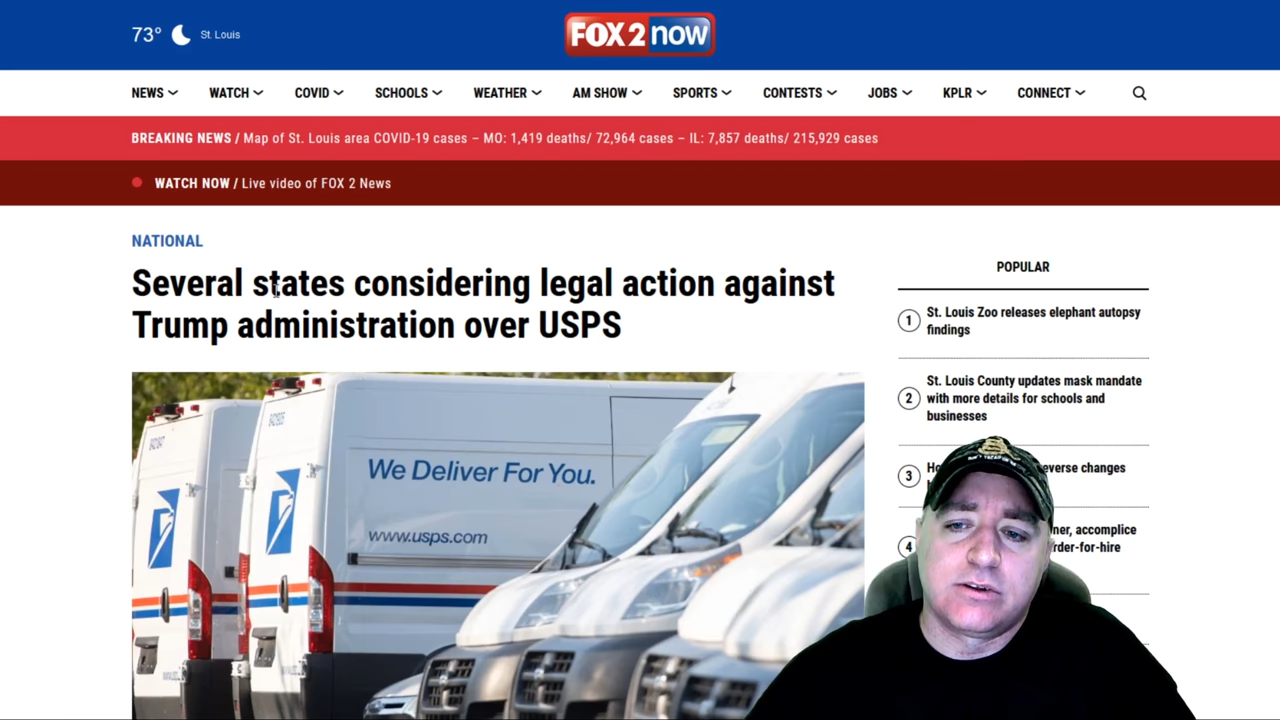 73°
St. Louis
FOX 2 now
NEWS
WATCH
COVID
SCHOOLS
WEATHER
AM SHOW
SPORTS
CONTESTS
JOBS
KPLR
CONNECT
BREAKING NEWS / Map of St. Louis area COVID-19 cases – MO: 1,419 deaths/ 72,964 cases – IL: 7,857 deaths/ 215,929 cases
WATCH NOW / Live video of FOX 2 News
NATIONAL
Several states considering legal action against
Trump administration over USPS
We Deliver For You.
www.usps.com
POPULAR
1
St. Louis Zoo releases elephant autopsy
findings
2
St. Louis County updates mask mandate
with more details for schools and
businesses
3
everse changes
4
accomplice
rder-for-hire